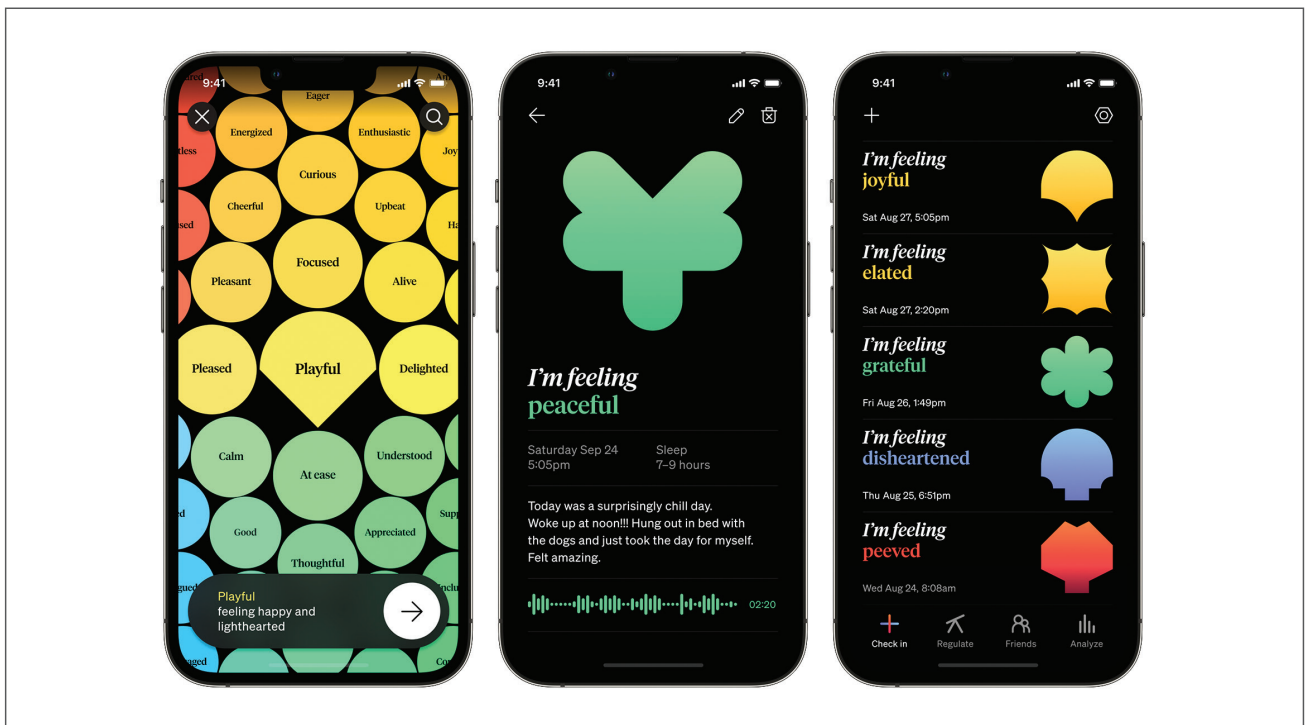 9:41
Eager
Energized
Enthusiastic
Curious
Cheerful
Upbeat
Focused
Pleasant
Alive
Pleased
Playful
Delighted
Calm
At ease
Understood
Good
Appreciated
Thoughtful
Playful
feeling happy and
lighthearted
9:41
I'm feeling
peaceful
Saturday Sep 24
5:05pm
Sleep
7–9 hours
Today was a surprisingly chill day.
Woke up at noon!!! Hung out in bed with
the dogs and just took the day for myself.
Felt amazing.
02:20
9:41
I'm feeling
joyful
Sat Aug 27, 5:05pm
I'm feeling
elated
Sat Aug 27, 2:20pm
I'm feeling
grateful
Fri Aug 26, 1:49pm
I'm feeling
disheartened
Thu Aug 25, 6:51pm
I'm feeling
peeved
Wed Aug 24, 8:08am
Check in
Regulate
Friends
Analyze